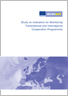 Study on Indicators for Monitoring
Transnational and Interregional
Cooperation Programmes